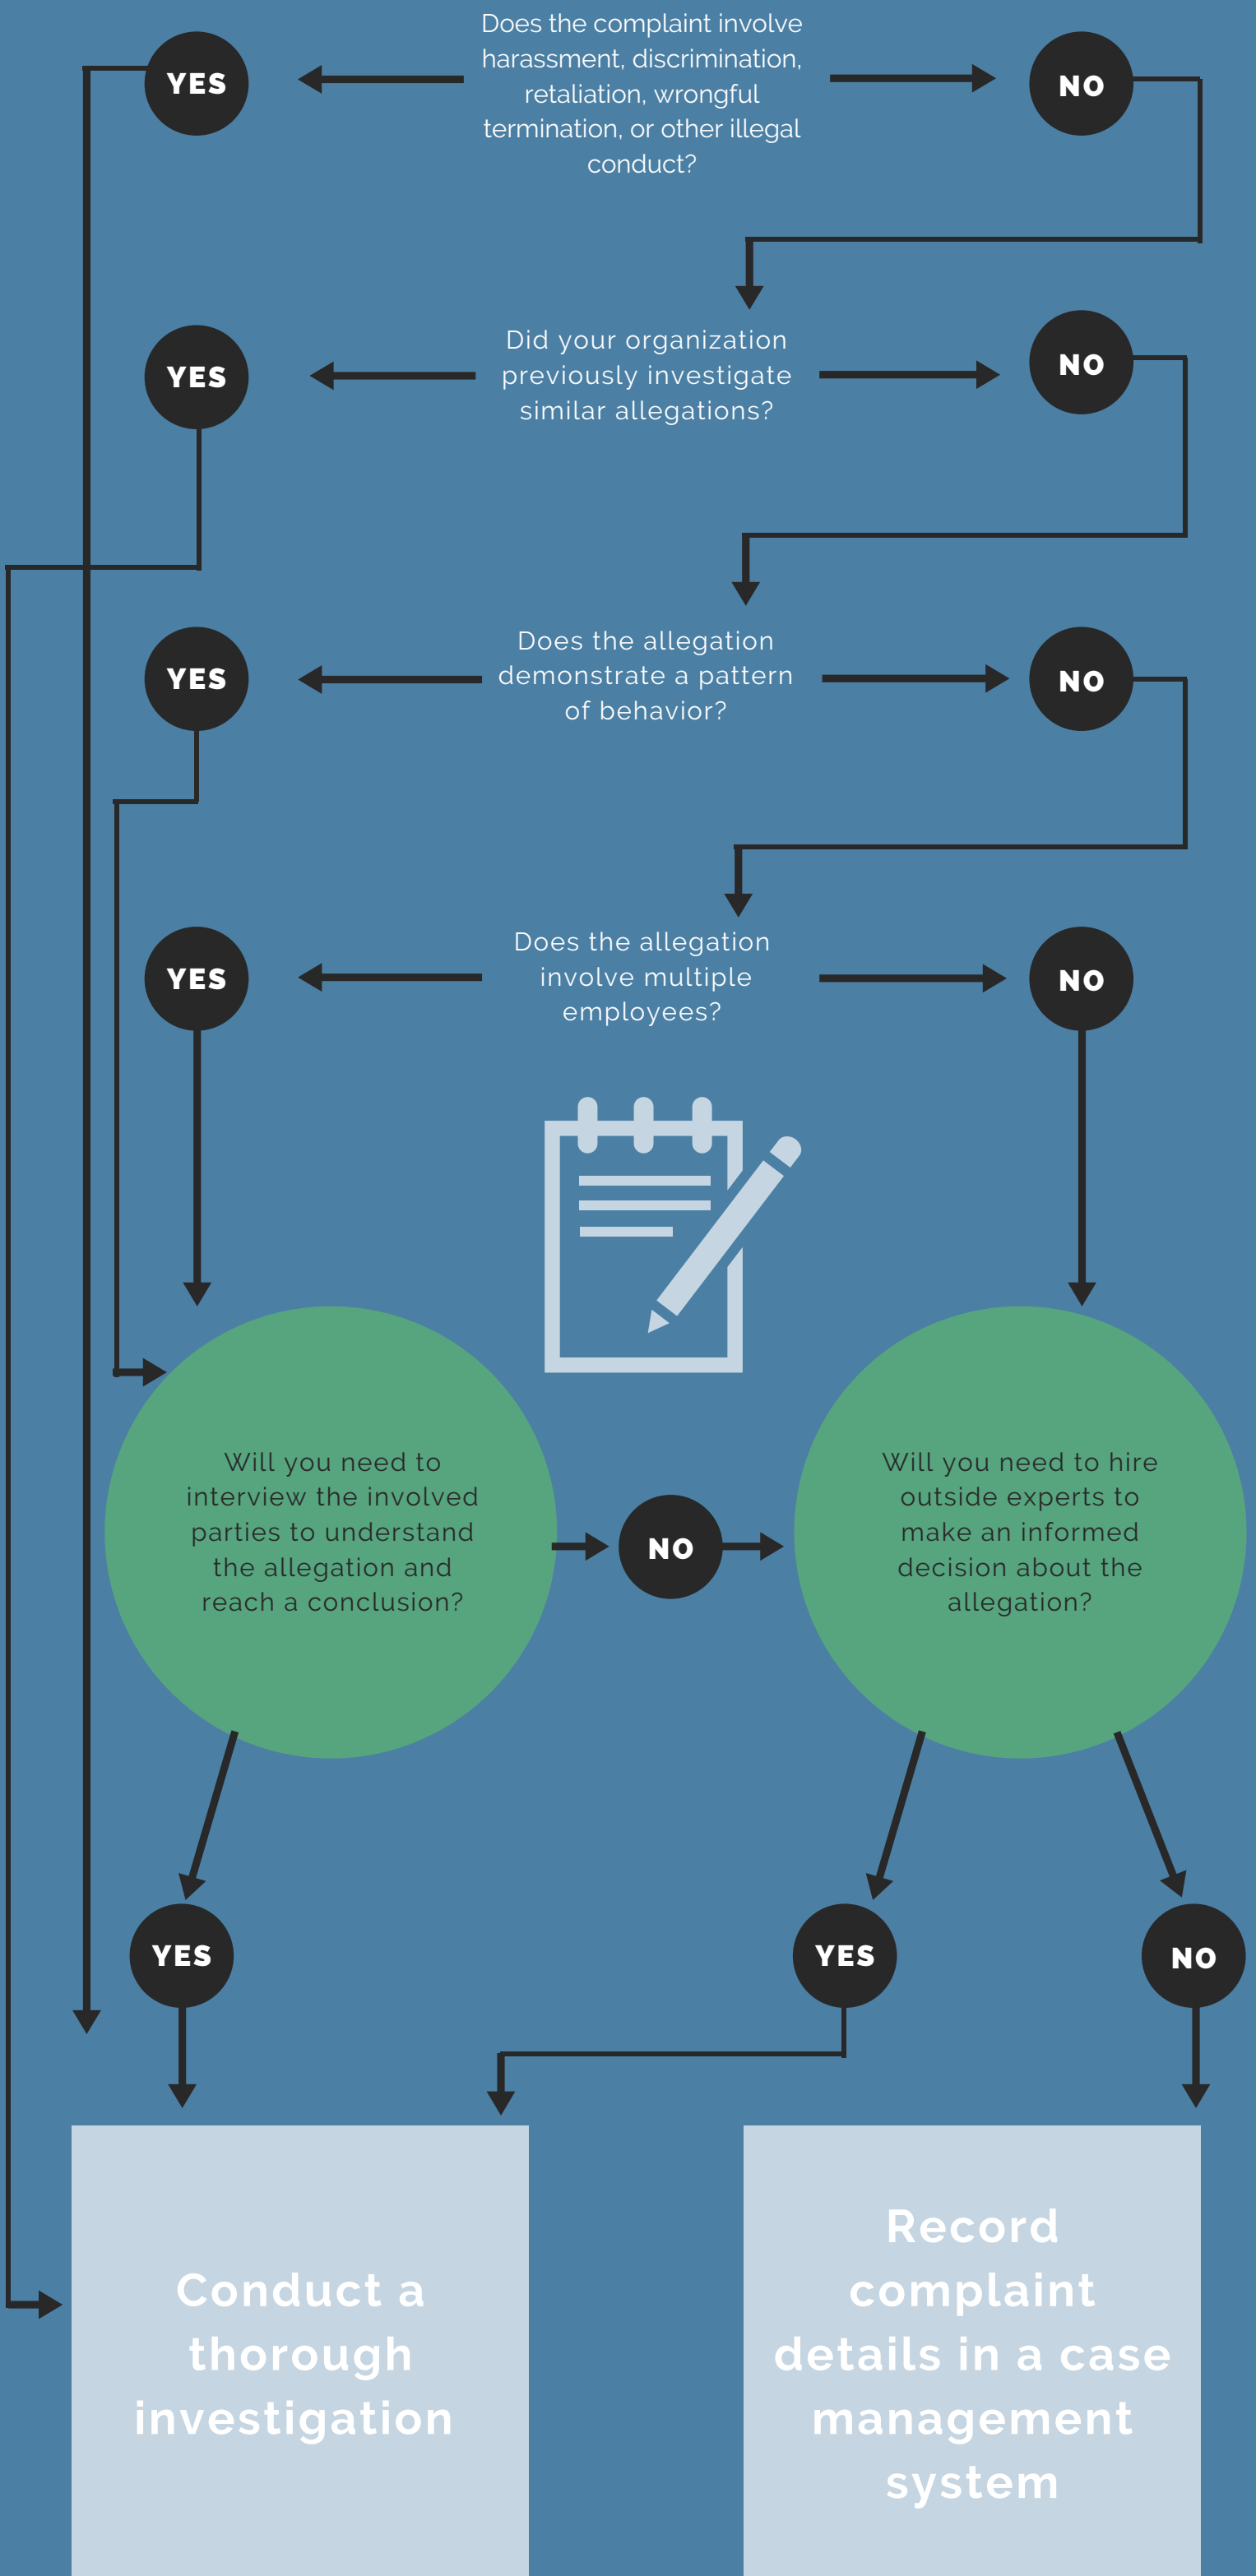 Does the complaint involve
harassment, discrimination,
retaliation, wrongful
termination, or other illegal
conduct?
YES
NO
Did your organization
previously investigate
similar allegations?
YES
NO
Does the allegation
demonstrate a pattern
of behavior?
YES
NO
Does the allegation
involve multiple
employees?
YES
NO
Will you need to
interview the involved
parties to understand
the allegation and
reach a conclusion?
NO
Will you need to hire
outside experts to
make an informed
decision about the
allegation?
YES
YES
NO
Conduct a
thorough
investigation
Record
complaint
details in a case
management
system